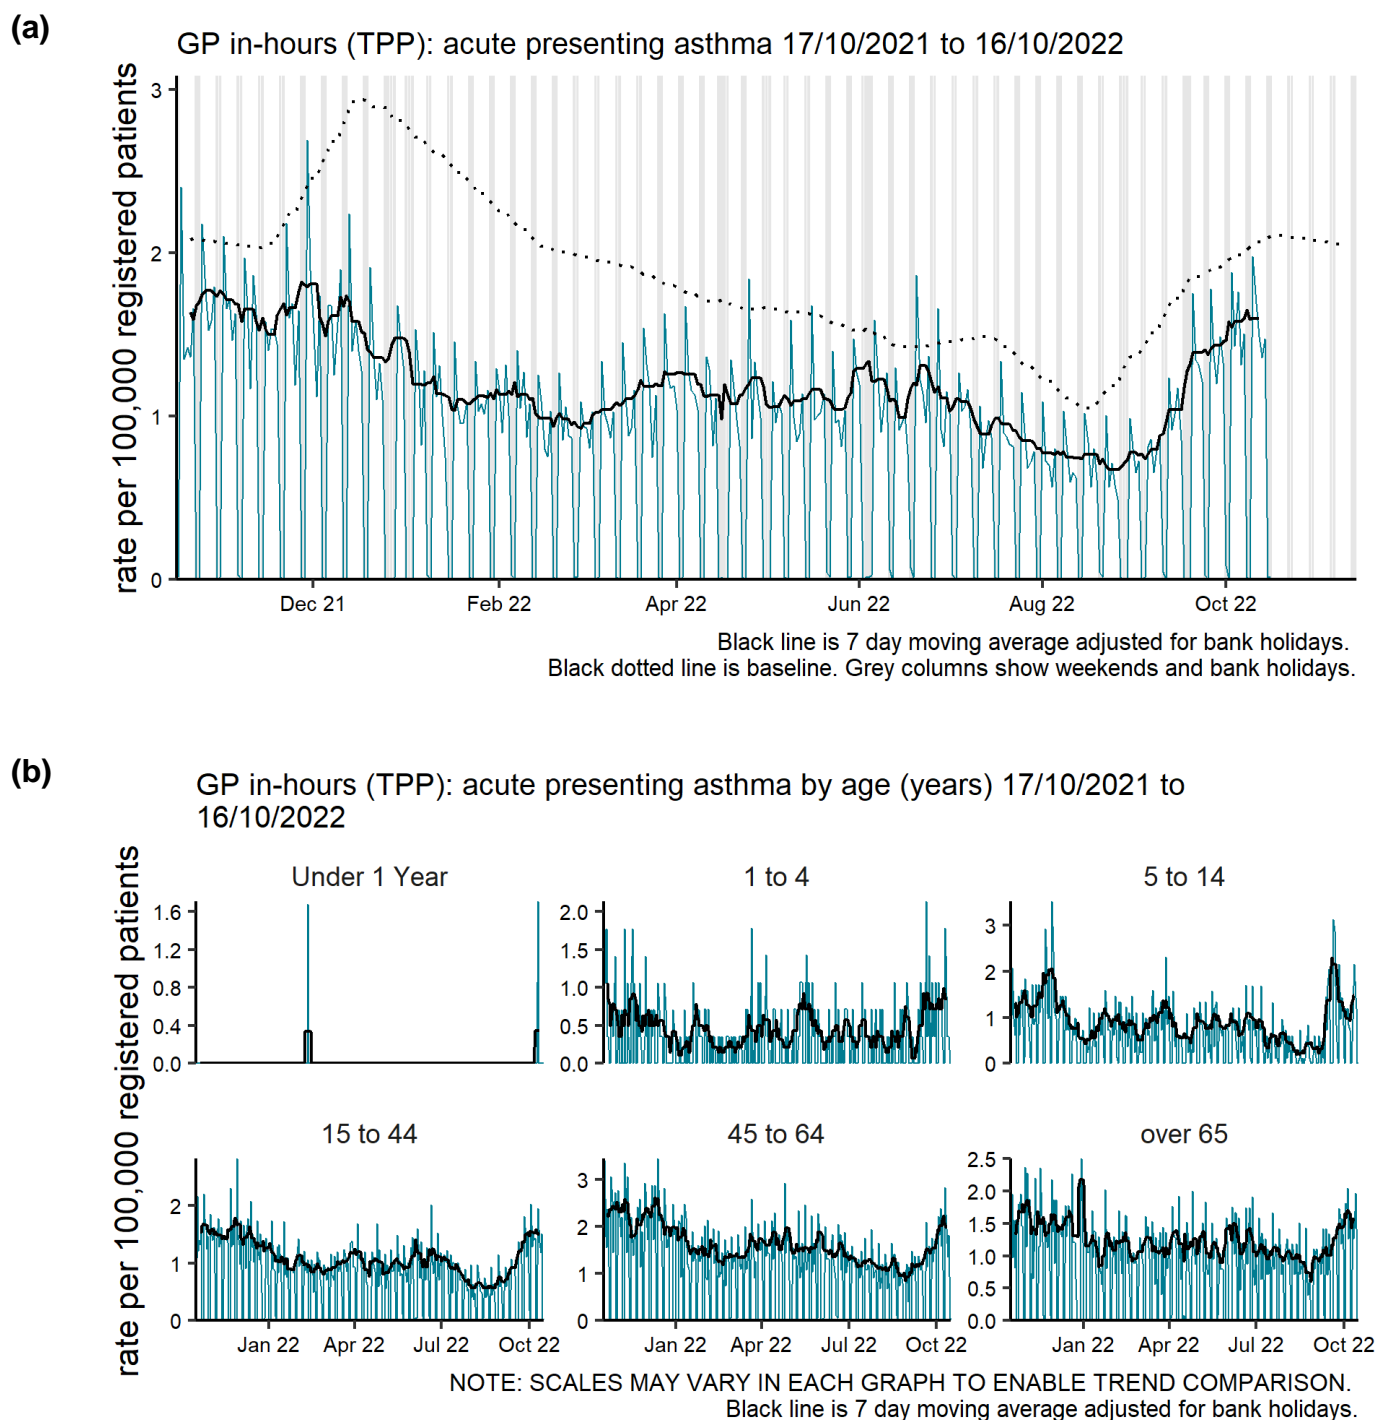 (a)
GP in-hours (TPP): acute presenting asthma 17/10/2021 to 16/10/2022
rate per 100,000 registered patients
3
2
1
0
Dec 21
Feb 22
Apr 22
Jun 22
Aug 22
Oct 22
Black line is 7 day moving average adjusted for bank holidays.
Black dotted line is baseline. Grey columns show weekends and bank holidays.
(b)
GP in-hours (TPP): acute presenting asthma by age (years) 17/10/2021 to
16/10/2022
rate per 100,000 registered patients
Under 1 Year
1.6
1.2
0.8
0.4
0.0
1 to 4
2.0
1.5
1.0
0.5
0.0
5 to 14
3
2
1
0
15 to 44
2
1
0
Jan 22
Apr 22
Jul 22
Oct 22
45 to 64
3
2
1
0
Jan 22
Apr 22
Jul 22
Oct 22
over 65
2.5
2.0
1.5
1.0
0.5
0.0
Jan 22
Apr 22
Jul 22
Oct 22
NOTE: SCALES MAY VARY IN EACH GRAPH TO ENABLE TREND COMPARISON.
Black line is 7 day moving average adjusted for bank holidays.